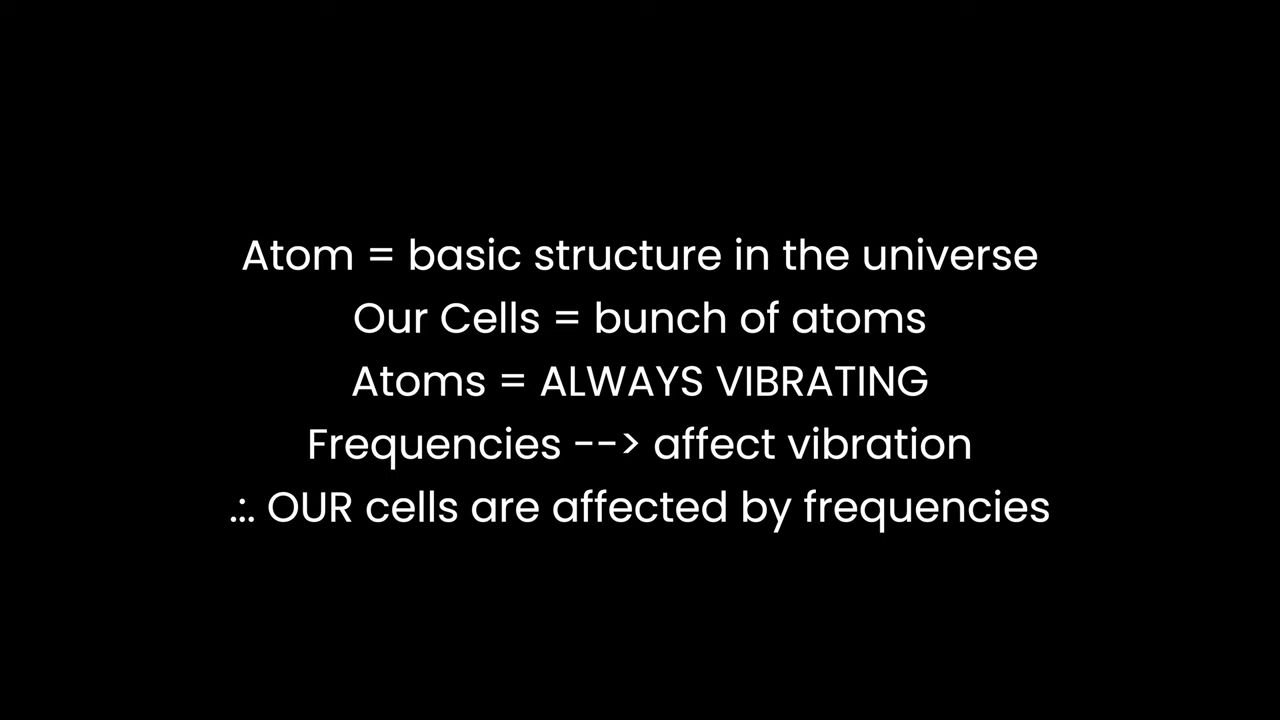 Atom = basic structure in the universe
Our Cells = bunch of atoms
Atoms = ALWAYS VIBRATING
Frequencies --> affect vibration
.:. OUR cells are affected by frequencies